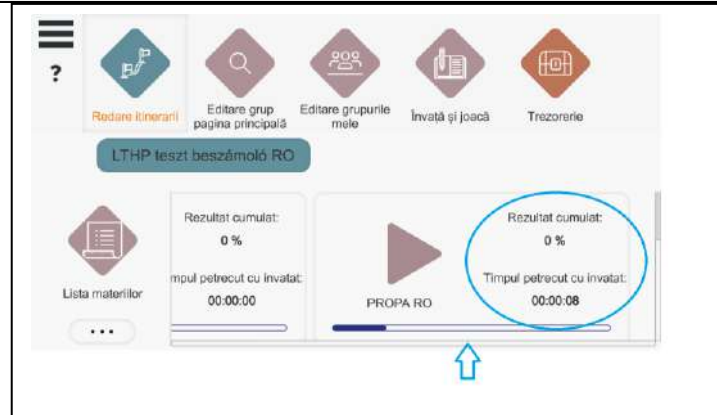 ?
Redare itinerarii
Editare grup
pagina principală
Editare grupurile
mele
Învață și joacă
Trezorerie
LTHP teszt beszámoló RO
Lista materiilor
...
Rezultat cumulat:
0 %
mpul petrecut cu invatat:
00:00:00
PROPA RO
Rezultat cumulat:
0 %
Timpul petrecut cu invatat:
00:00:08